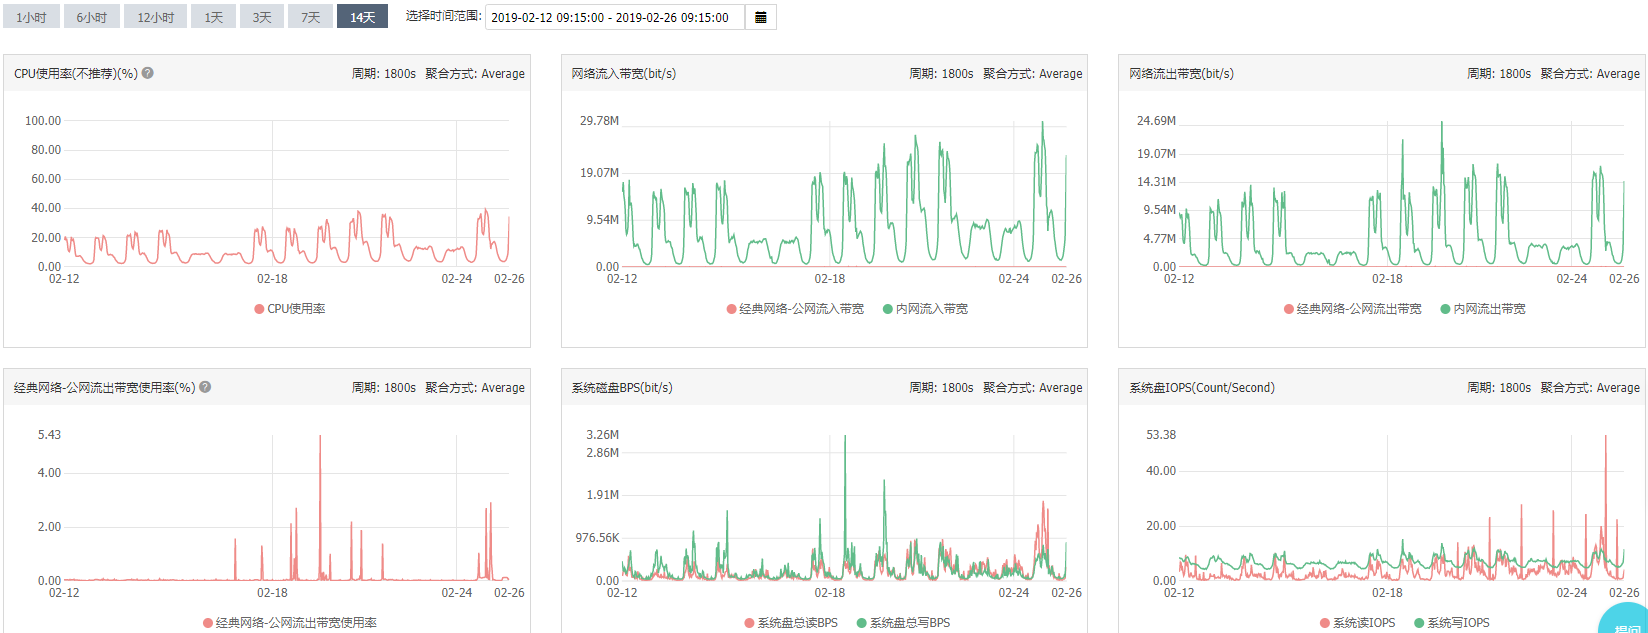 1小时 6小时 12小时 1天 3天 7天 14天 选择时间范围: 2019-02-12 09:15:00 - 2019-02-26 09:15:00
CPU使用率(不推荐)(%) ? 周期: 1800s 聚合方式: Average
100.00
80.00
60.00
40.00
20.00
0.00
02-12 02-18 02-24 02-26
CPU使用率
网络流入带宽(bit/s) 周期: 1800s 聚合方式: Average
29.78M
19.07M
9.54M
0.00
02-12 02-18 02-24 02-26
经典网络-公网流入带宽 内网流入带宽
网络流出带宽(bit/s) 周期: 1800s 聚合方式: Average
24.69M
19.07M
14.31M
9.54M
4.77M
0.00
02-12 02-18 02-24 02-26
经典网络-公网流出带宽 内网流出带宽
经典网络-公网流出带宽使用率(%) ? 周期: 1800s 聚合方式: Average
5.43
4.00
2.00
0.00
02-12 02-18 02-24 02-26
经典网络-公网流出带宽使用率
系统磁盘BPS(bit/s) 周期: 1800s 聚合方式: Average
3.26M
2.86M
1.91M
976.56K
0.00
02-12 02-18 02-24 02-26
系统盘总读BPS 系统盘总写BPS
系统盘IOPS(Count/Second) 周期: 1800s 聚合方式: Average
53.38
40.00
20.00
0.00
02-12 02-18 02-24 02-26
系统读IOPS 系统写IOPS